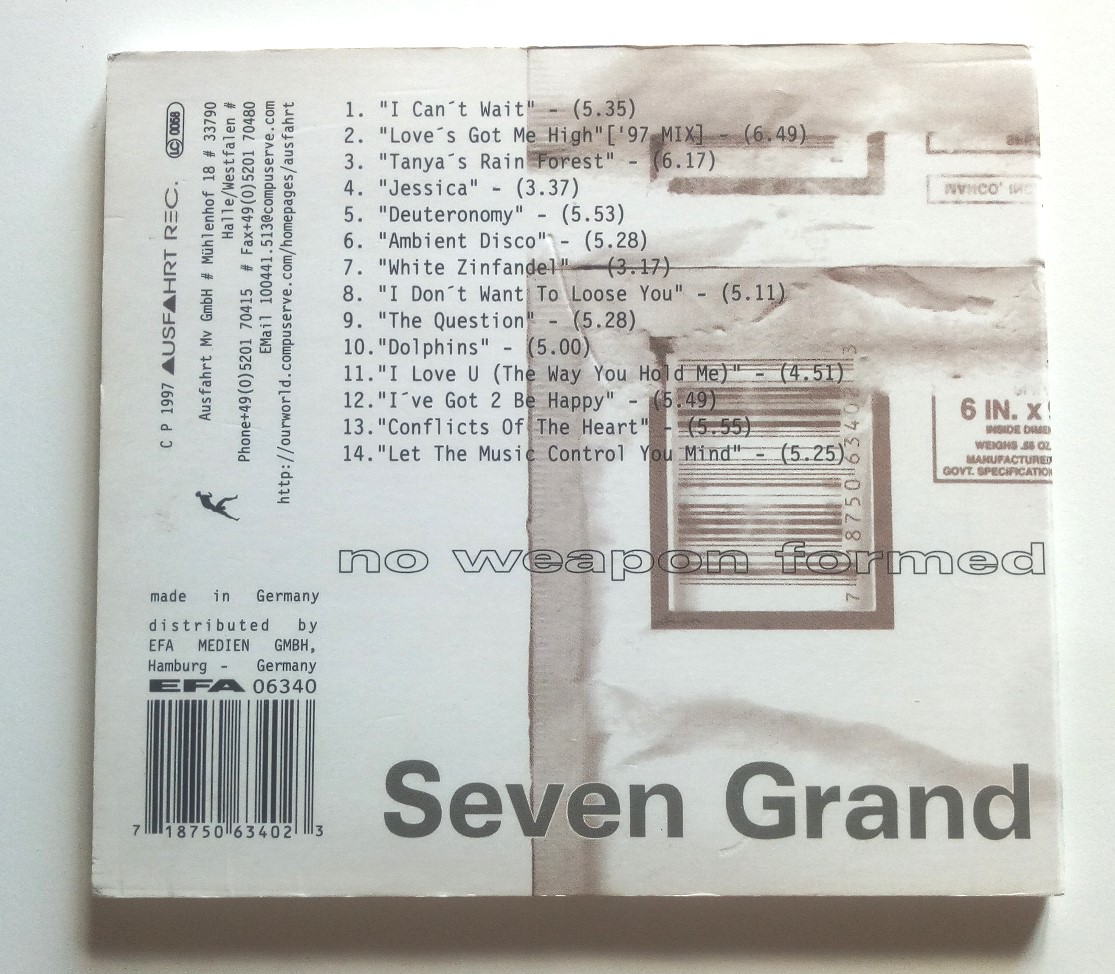 1. "I Can´t Wait" - (5.35)
2. "Love´s Got Me High"['97 MIX] - (6.49)
3. "Tanya´s Rain Forest" - (6.17)
4. "Jessica" - (3.37)
5. "Deuteronomy" - (5.53)
6. "Ambient Disco" - (5.28)
7. "White Zinfandel" - (3.17)
8. "I Don´t Want To Loose You" - (5.11)
9. "The Question" - (5.28)
10."Dolphins" - (5.00)
11."I Love U (The Way You Hold Me)" - (4.51)
12."I´ve Got 2 Be Happy" - (5.49)
13."Conflicts Of The Heart" - (5.55)
14."Let The Music Control You Mind" - (5.25)
no weapon formed
Seven Grand
LC 0058
C P 1997 AUSFAHRT REC.
Ausfahrt Mv GmbH # Mühlenhof 18 # 33790
Halle/Westfalen #
Phone+49(0)5201 70415 # Fax+49(0)5201 70480
EMail 100441.513@compuserve.com
http://ourworld.compuserve.com/homepages/ausfahrt
made in Germany
distributed by
EFA MEDIEN GMBH,
Hamburg - Germany
EFA 06340
7 18750 63402 3
7 18750 63402 3
6 IN. x
INSIDE
WEIGHS .56 OZ
MANUFACTURED
GOVT. SPECIFICATION